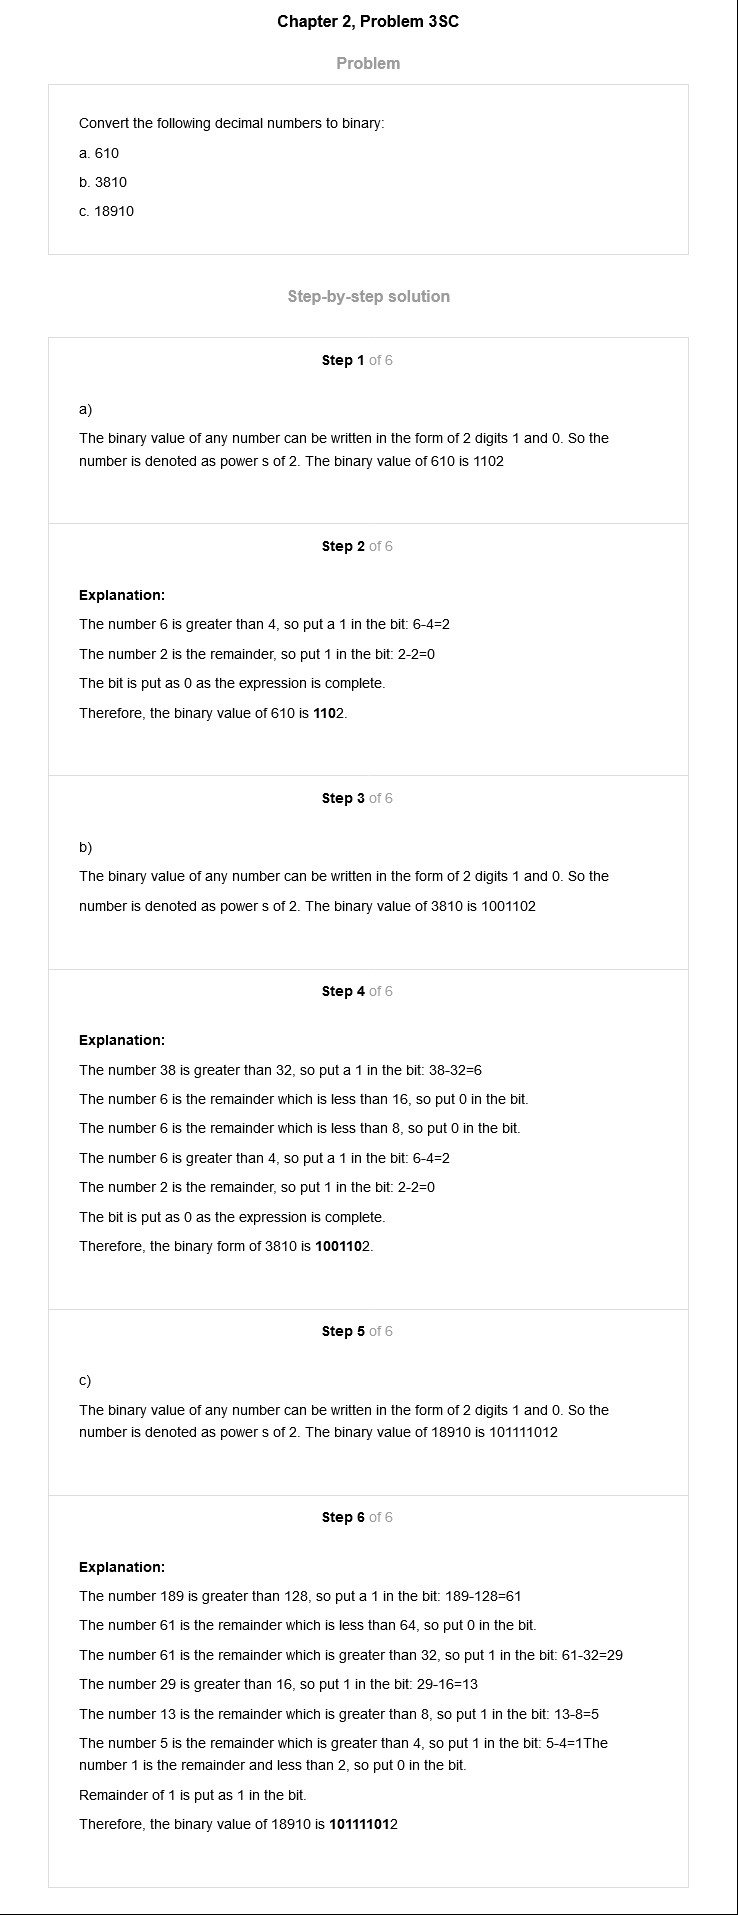 Chapter 2, Problem 3SC
Problem
Convert the following decimal numbers to binary:
a. 610
b. 3810
c. 18910
Step-by-step solution
Step 1 of 6
a)
The binary value of any number can be written in the form of 2 digits 1 and 0. So the
number is denoted as power s of 2. The binary value of 610 is 1102
Step 2 of 6
Explanation:
The number 6 is greater than 4, so put a 1 in the bit: 6-4=2
The number 2 is the remainder, so put 1 in the bit: 2-2=0
The bit is put as 0 as the expression is complete.
Therefore, the binary value of 610 is 1102.
Step 3 of 6
b)
The binary value of any number can be written in the form of 2 digits 1 and 0. So the
number is denoted as power s of 2. The binary value of 3810 is 1001102
Step 4 of 6
Explanation:
The number 38 is greater than 32, so put a 1 in the bit: 38-32=6
The number 6 is the remainder which is less than 16, so put 0 in the bit.
The number 6 is the remainder which is less than 8, so put 0 in the bit.
The number 6 is greater than 4, so put a 1 in the bit: 6-4=2
The number 2 is the remainder, so put 1 in the bit: 2-2=0
The bit is put as 0 as the expression is complete.
Therefore, the binary form of 3810 is 1001102.
Step 5 of 6
c)
The binary value of any number can be written in the form of 2 digits 1 and 0. So the
number is denoted as power s of 2. The binary value of 18910 is 101111012
Step 6 of 6
Explanation:
The number 189 is greater than 128, so put a 1 in the bit: 189-128=61
The number 61 is the remainder which is less than 64, so put 0 in the bit.
The number 61 is the remainder which is greater than 32, so put 1 in the bit: 61-32=29
The number 29 is greater than 16, so put 1 in the bit: 29-16=13
The number 13 is the remainder which is greater than 8, so put 1 in the bit: 13-8=5
The number 5 is the remainder which is greater than 4, so put 1 in the bit: 5-4=1The
number 1 is the remainder and less than 2, so put 0 in the bit.
Remainder of 1 is put as 1 in the bit.
Therefore, the binary value of 18910 is 101111012